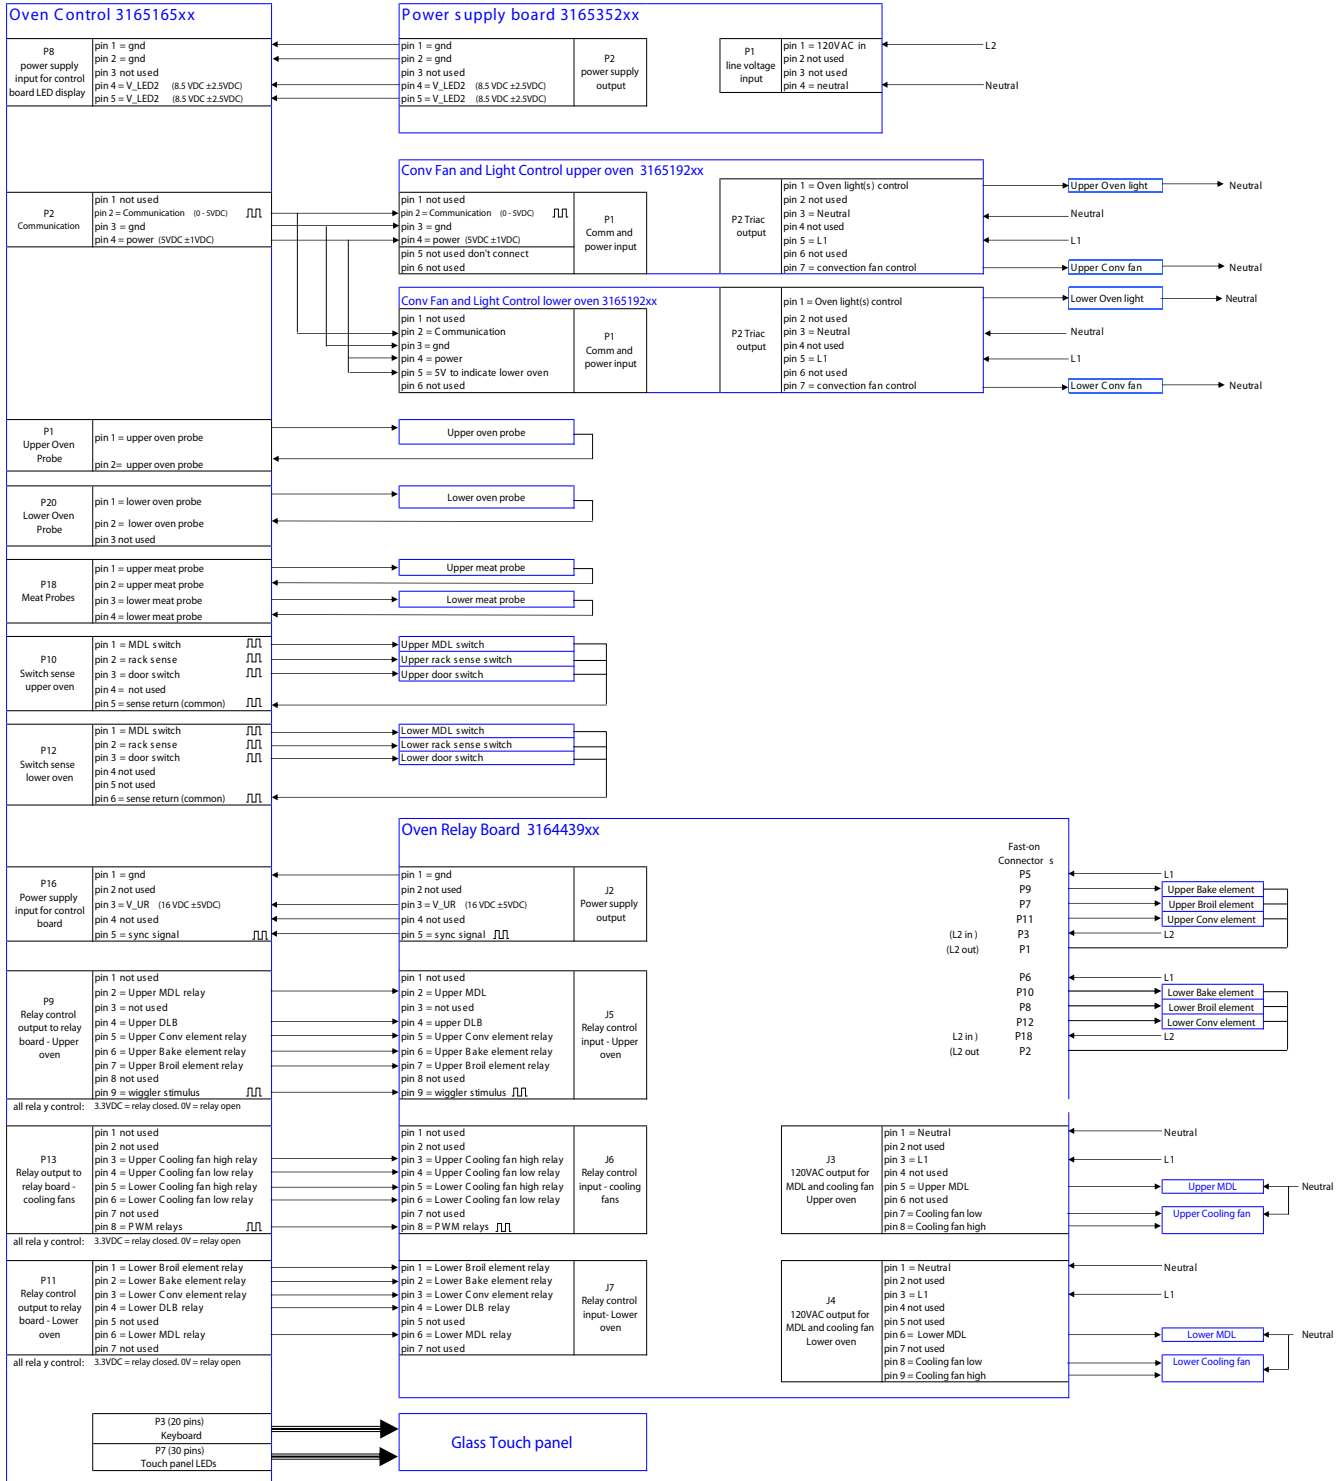 Oven Control 3165165xx
P8
power supply
input for control
board LED display
pin 1 = gnd
pin 2 = gnd
pin 3 not used
pin 4 = V_LED2 (8.5 VDC ±2.5VDC)
pin 5 = V_LED2 (8.5 VDC ±2.5VDC)
Power supply board 3165352xx
pin 1 = gnd
pin 2 = gnd
pin 3 not used
pin 4 = V_LED2 (8.5 VDC ±2.5VDC)
pin 5 = V_LED2 (8.5 VDC ±2.5VDC)
P2
power supply
output
P1
line voltage
input
pin 1 = 120VAC in
pin 2 not used
pin 3 not used
pin 4 = neutral
L2
Neutral
P2
Communication
pin 1 not used
pin 2 = Communication (0 - 5VDC)
pin 3 = gnd
pin 4 = power (5VDC ±1VDC)
Conv Fan and Light Control upper oven 3165192xx
pin 1 not used
pin 2 = Communication (0 - 5VDC)
pin 3 = gnd
pin 4 = power (5VDC ±1VDC)
pin 5 not used don't connect
pin 6 not used
P1
Comm and
power input
P2 Triac
output
pin 1 = Oven light(s) control
pin 2 not used
pin 3 = Neutral
pin 4 not used
pin 5 = L1
pin 6 not used
pin 7 = convection fan control
Upper Oven light
Neutral
Neutral
L1
Upper Conv fan
Neutral
Conv Fan and Light Control lower oven 3165192xx
pin 1 not used
pin 2 = Communication
pin 3 = gnd
pin 4 = power
pin 5 = 5V to indicate lower oven
pin 6 not used
P1
Comm and
power input
P2 Triac
output
pin 1 = Oven light(s) control
pin 2 not used
pin 3 = Neutral
pin 4 not used
pin 5 = L1
pin 6 not used
pin 7 = convection fan control
Lower Oven light
Neutral
Neutral
L1
Lower Conv fan
Neutral
P1
Upper Oven
Probe
pin 1 = upper oven probe
pin 2= upper oven probe
Upper oven probe
P20
Lower Oven
Probe
pin 1 = lower oven probe
pin 2 = lower oven probe
pin 3 not used
Lower oven probe
P18
Meat Probes
pin 1 = upper meat probe
pin 2 = upper meat probe
pin 3 = lower meat probe
pin 4 = lower meat probe
Upper meat probe
Lower meat probe
P10
Switch sense
upper oven
pin 1 = MDL switch
pin 2 = rack sense
pin 3 = door switch
pin 4 = not used
pin 5 = sense return (common)
Upper MDL switch
Upper rack sense switch
Upper door switch
P12
Switch sense
lower oven
pin 1 = MDL switch
pin 2 = rack sense
pin 3 = door switch
pin 4 not used
pin 5 not used
pin 6 = sense return (common)
Lower MDL switch
Lower rack sense switch
Lower door switch
Oven Relay Board 3164439xx
P16
Power supply
input for control
board
pin 1 = gnd
pin 2 not used
pin 3 = V_UR (16 VDC ±5VDC)
pin 4 not used
pin 5 = sync signal
pin 1 = gnd
pin 2 not used
pin 3 = V_UR (16 VDC ±5VDC)
pin 4 not used
pin 5 = sync signal
J2
Power supply
output
Fast-on
Connector s
P5
P9
P7
P11
(L2 in ) P3
(L2 out) P1
L1
Upper Bake element
Upper Broil element
Upper Conv element
L2
P6
P10
P8
P12
L2 in ) P18
(L2 out P2
L1
Lower Bake element
Lower Broil element
Lower Conv element
L2
P9
Relay control
output to relay
board - Upper
oven
pin 1 not used
pin 2 = Upper MDL relay
pin 3 = not used
pin 4 = Upper DLB
pin 5 = Upper Conv element relay
pin 6 = Upper Bake element relay
pin 7 = Upper Broil element relay
pin 8 not used
pin 9 = wiggler stimulus
pin 1 not used
pin 2 = Upper MDL
pin 3 = not used
pin 4 = upper DLB
pin 5 = Upper Conv element relay
pin 6 = Upper Bake element relay
pin 7 = Upper Broil element relay
pin 8 not used
pin 9 = wiggler stimulus
J5
Relay control
input - Upper
oven
all rela y control: 3.3VDC = relay closed. 0V = relay open
P13
Relay output to
relay board -
cooling fans
pin 1 not used
pin 2 not used
pin 3 = Upper Cooling fan high relay
pin 4 = Upper Cooling fan low relay
pin 5 = Lower Cooling fan high relay
pin 6 = Lower Cooling fan low relay
pin 7 not used
pin 8 = PWM relays
pin 1 not used
pin 2 not used
pin 3 = Upper Cooling fan high relay
pin 4 = Upper Cooling fan low relay
pin 5 = Lower Cooling fan high relay
pin 6 = Lower Cooling fan low relay
pin 7 not used
pin 8 = PWM relays
J6
Relay control
input - cooling
fans
J3
120VAC output for
MDL and cooling fan
Upper oven
pin 1 = Neutral
pin 2 not used
pin 3 = L1
pin 4 not used
pin 5 = Upper MDL
pin 6 not used
pin 7 = Cooling fan low
pin 8 = Cooling fan high
Neutral
L1
Upper MDL
Neutral
Upper Cooling fan
all rela y control: 3.3VDC = relay closed. 0V = relay open
P11
Relay control
output to relay
board - Lower
oven
pin 1 = Lower Broil element relay
pin 2 = Lower Bake element relay
pin 3 = Lower Conv element relay
pin 4 = Lower DLB relay
pin 5 not used
pin 6 = Lower MDL relay
pin 7 not used
pin 1 = Lower Broil element relay
pin 2 = Lower Bake element relay
pin 3 = Lower Conv element relay
pin 4 = Lower DLB relay
pin 5 not used
pin 6 = Lower MDL relay
pin 7 not used
J7
Relay control
input- Lower
oven
J4
120VAC output for
MDL and cooling fan
Lower oven
pin 1 = Neutral
pin 2 not used
pin 3 = L1
pin 4 not used
pin 5 not used
pin 6 = Lower MDL
pin 7 not used
pin 8 = Cooling fan low
pin 9 = Cooling fan high
Neutral
L1
Lower MDL
Neutral
Lower Cooling fan
all rela y control: 3.3VDC = relay closed. 0V = relay open
P3 (20 pins)
Keyboard
P7 (30 pins)
Touch panel LEDs
Glass Touch panel